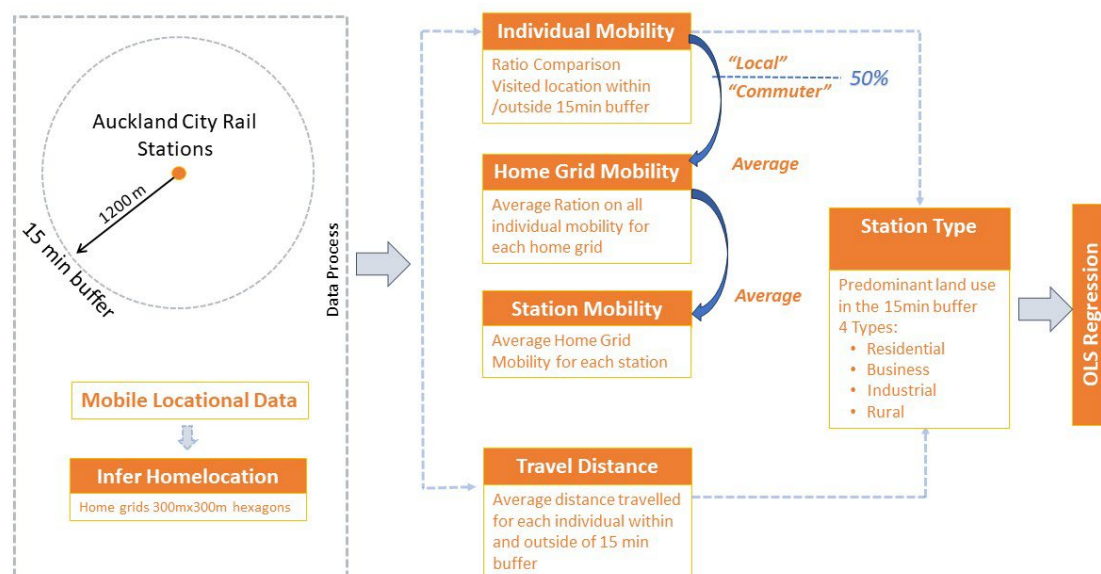 Auckland City Rail
Stations
1200 m
15 min buffer
Mobile Locational Data
Infer Homelocation
Home grids 300mx300m hexagons
Data Process
Individual Mobility
Ratio Comparison
Visited location within
/outside 15min buffer
“Local”
“Commuter”
50%
Average
Home Grid Mobility
Average Ration on all
individual mobility for
each home grid
Average
Station Mobility
Average Home Grid
Mobility for each station
Travel Distance
Average distance travelled
for each individual within
and outside of 15 min
buffer
Station Type
Predominant land use
in the 15min buffer
4 Types:
• Residential
• Business
• Industrial
• Rural
OLS Regression